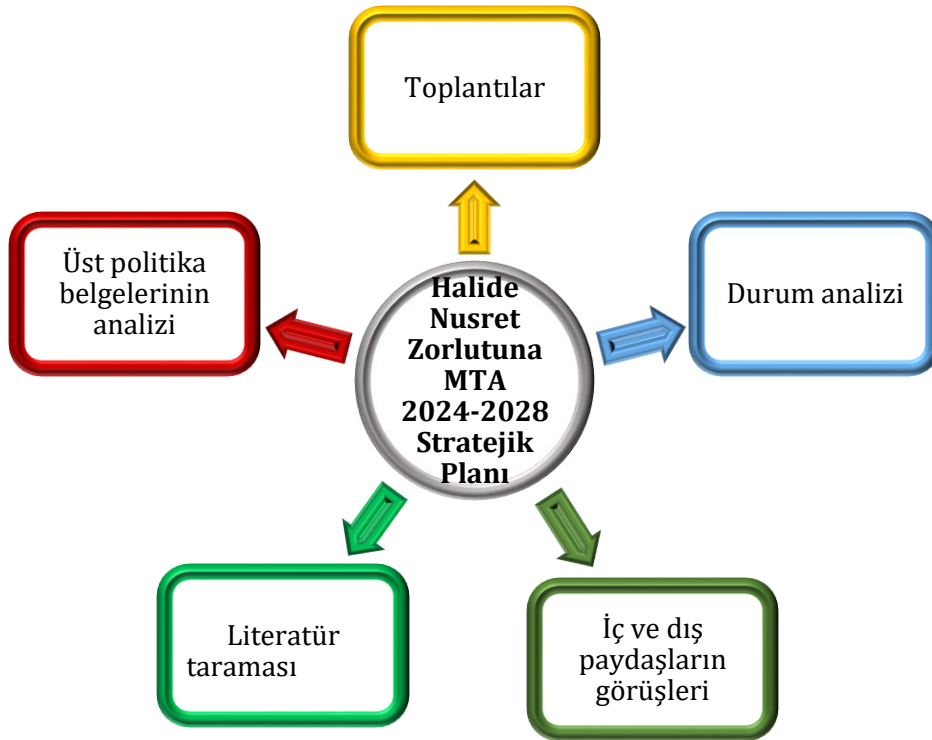 Toplantılar
Üst politika
belgelerinin
analizi
Durum analizi
Halide
Nusret
Zorlutuna
MTA
2024-2028
Stratejik
Planı
Literatür
taraması
İç ve dış
paydaşların
görüşleri